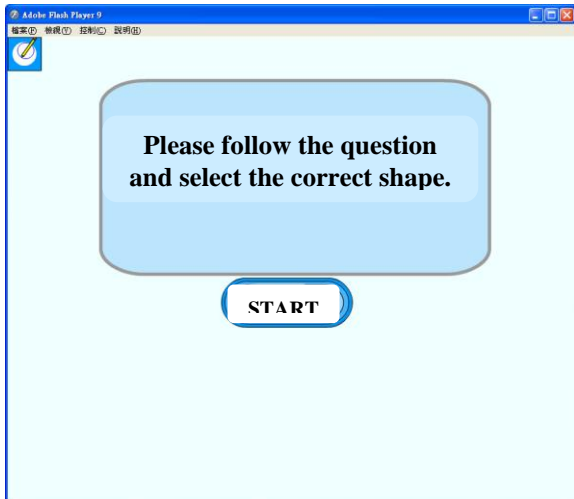 Adobe Flash Player 9
檔案(F) 檢視(V) 控制(C) 說明(H)
Please follow the question
and select the correct shape.
START